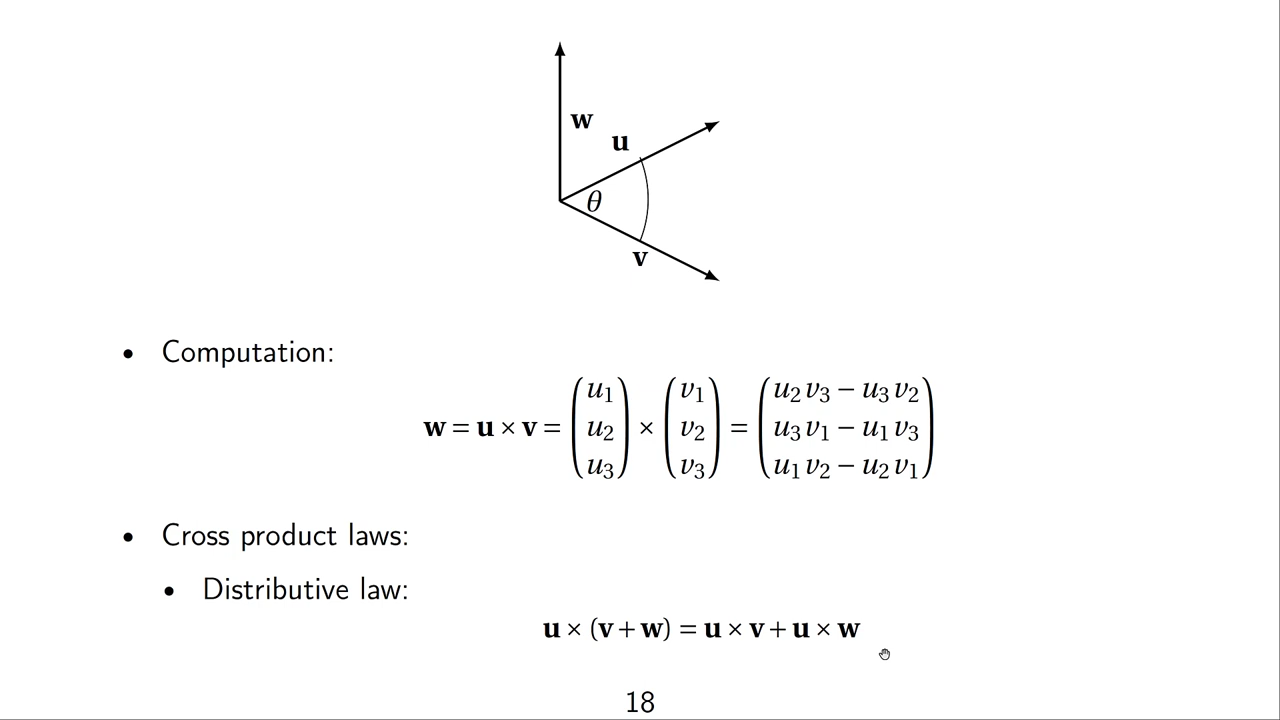 w
u
θ
v
• Computation:
w = u × v = (u₁ u₂ u₃) × (v₁ v₂ v₃) = (u₂v₃ − u₃v₂ u₃v₁ − u₁v₃ u₁v₂ − u₂v₁)
• Cross product laws:
• Distributive law:
u × (v + w) = u × v + u × w
18